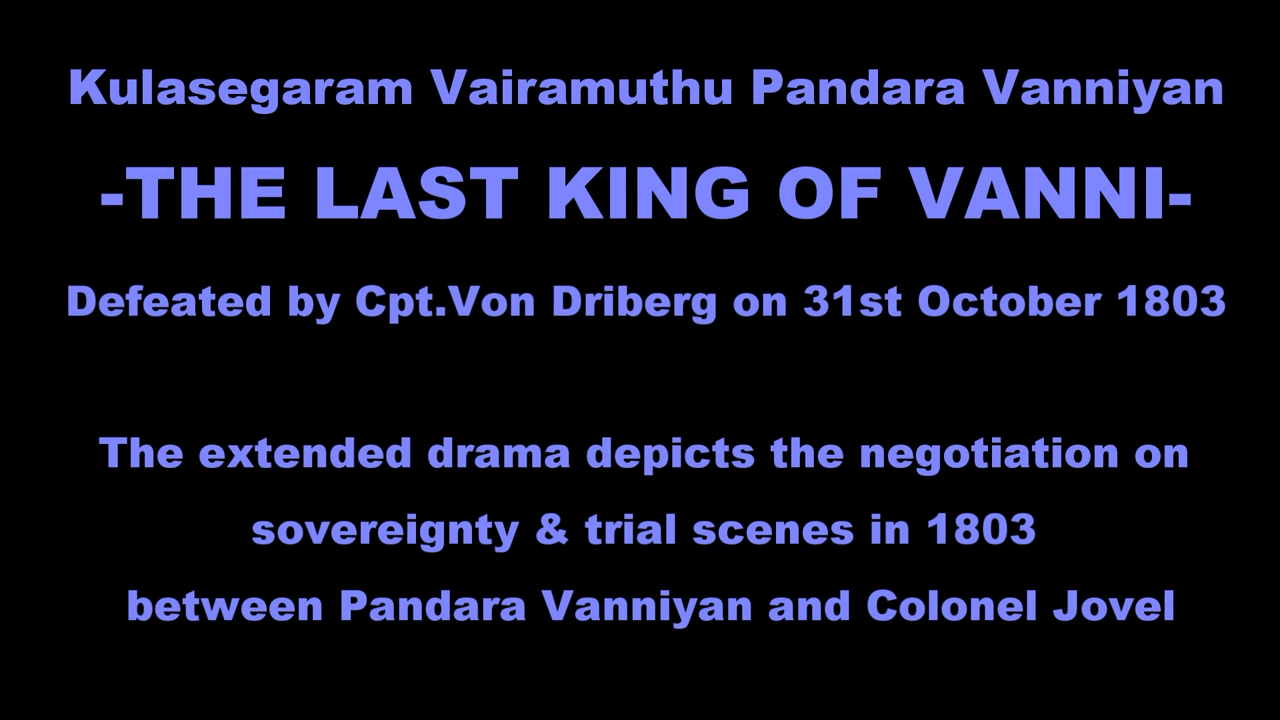 Kulasegaram Vairamuthu Pandara Vanniyan
-THE LAST KING OF VANNI-
Defeated by Cpt.Von Driberg on 31st October 1803
The extended drama depicts the negotiation on
sovereignty & trial scenes in 1803
between Pandara Vanniyan and Colonel Jovel